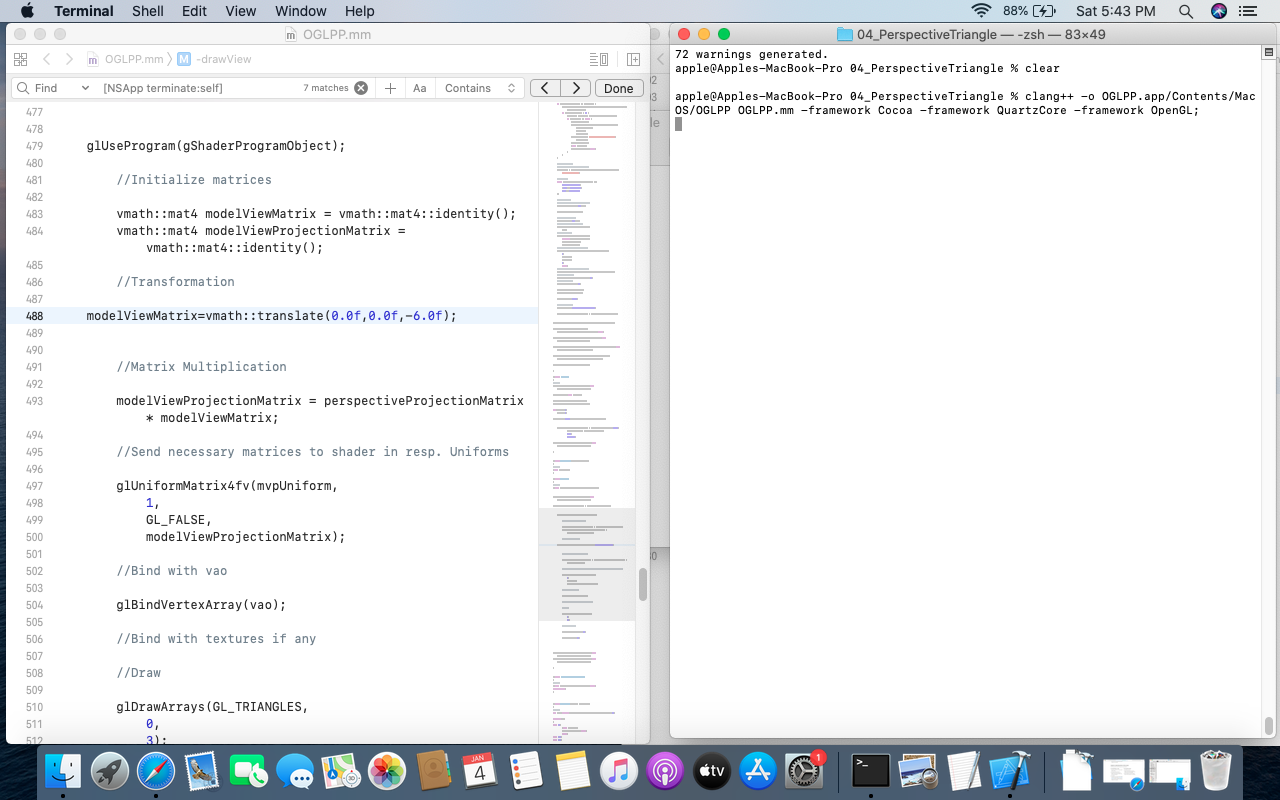 Terminal Shell Edit View Window Help 88% Sat 5:43 PM
OGLPP.mm
OGLPP.mm M -drawView
Find [NSApp terminate:self] 7 matches Aa Contains Done
477
478
479 glUseProgram(gShaderProgramObject);
480
481 //Initialize matrices
482
483 vmath::mat4 modelViewMatrix = vmath::mat4::identity();
484 vmath::mat4 modelViewProjectionMatrix =
vmath::mat4::identity();
485
486 //Transformation
487
488 modelViewMatrix=vmath::translate(0.0f,0.0f,-6.0f);
489
490
491 //Matrix Multiplication
492
493 modelViewProjectionMatrix = perspectiveProjectionMatrix
* modelViewMatrix;
494
495 //Send necessary matrices to shader in resp. Uniforms
496
497 glUniformMatrix4fv(mvpUniform,
498 1,
499 GL_FALSE,
500 modelViewProjectionMatrix);
501
502 //Bind with vao
503
504 glBindVertexArray(vao);
505
506 //Bind with textures if any
507
508 //Draw
509
510 glDrawArrays(GL_TRIANGLES,
511 0,
512 3);
04_PerspectiveTriangle — -zsh — 83×49
72 warnings generated.
apple@Apples-MacBook-Pro 04_PerspectiveTriangle % clear
apple@Apples-MacBook-Pro 04_PerspectiveTriangle % clang++ -o OGLPP.app/Contents/Mac
OS/OGLPP OGLPP.mm -framework Cocoa -framework QuartzCore -framework OpenGL;
JAN
4
tv
1
>_